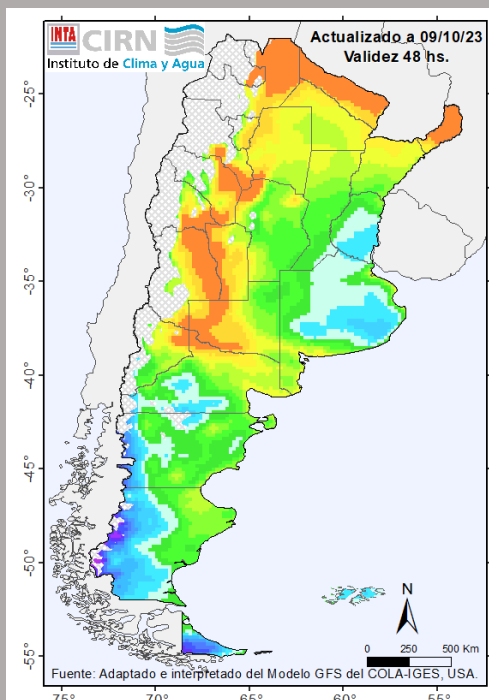 INTA CIRN
Instituto de Clima y Agua
Actualizado a 09/10/23
Validez 48 hs.
-25°
-30°
-35°
-40°
-45°
-50°
-55°
N
0 250 500 Km
Fuente: Adaptado e interpretado del Modelo GFS del COLA-IGES, USA.
-75° -70° -65° -60° -55°